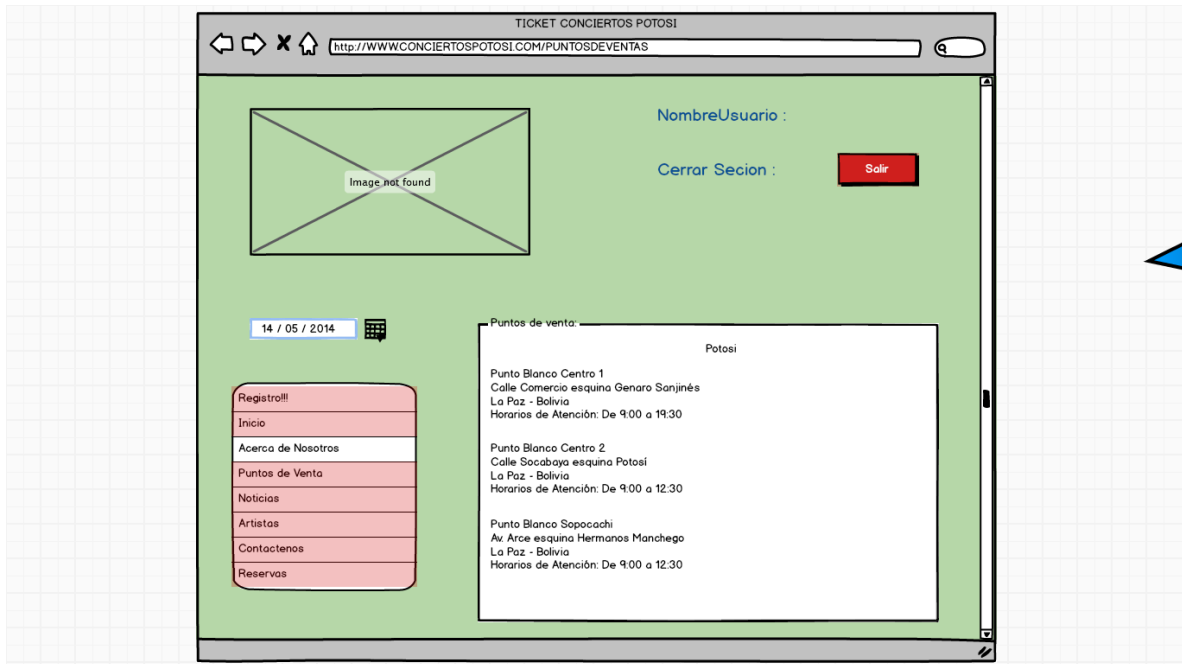 TICKET CONCIERTOS POTOSI
http://WWW.CONCIERTOSPOTOSI.COM/PUNTOSDEVENTAS
NombreUsuario :
Image not found
Cerrar Secion :
Salir
14 / 05 / 2014
Registro!!!
Inicio
Acerca de Nosotros
Puntos de Venta
Noticias
Artistas
Contactenos
Reservas
Puntos de venta:
Potosi
Punto Blanco Centro 1
Calle Comercio esquina Genaro Sanjinés
La Paz - Bolivia
Horarios de Atención: De 9:00 a 19:30
Punto Blanco Centro 2
Calle Socabaya esquina Potosí
La Paz - Bolivia
Horarios de Atención: De 9:00 a 12:30
Punto Blanco Sopocachi
Av. Arce esquina Hermanos Manchego
La Paz - Bolivia
Horarios de Atención: De 9:00 a 12:30